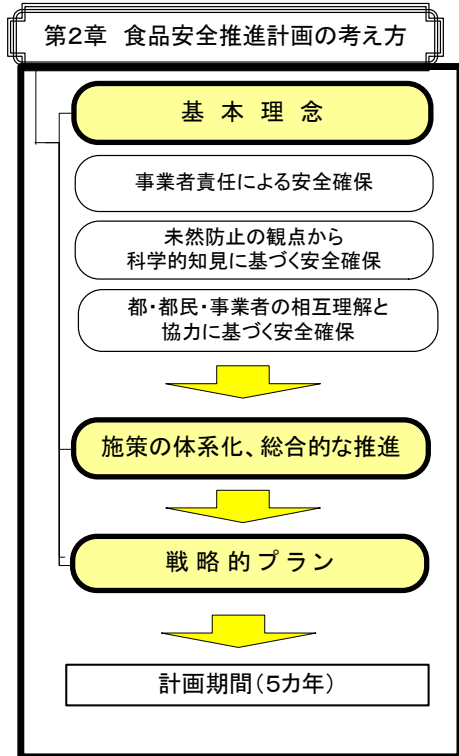 第2章 食品安全推進計画の考え方
基 本 理 念
事業者責任による安全確保
未然防止の観点から
科学的知見に基づく安全確保
都・都民・事業者の相互理解と
協力に基づく安全確保
施策の体系化、総合的な推進
戦 略 的 プ ラ ン
計画期間(5カ年)